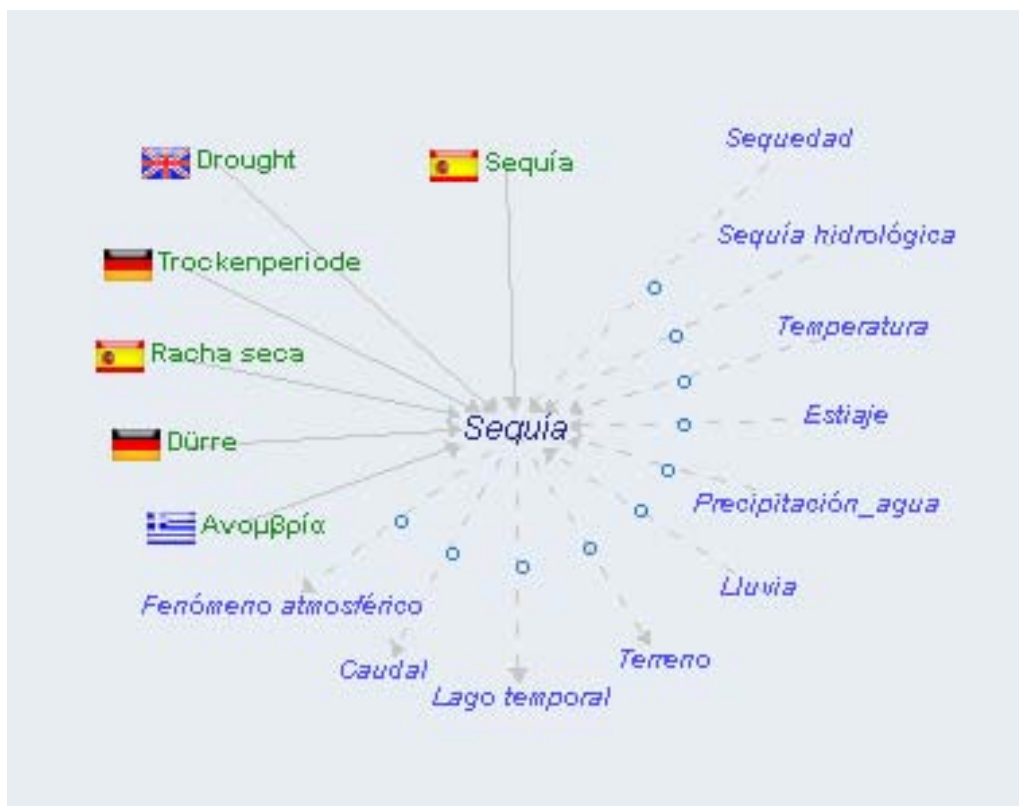 Sequedad
Drought
Sequía
Sequía hidrológica
Trockenperiode
Temperatura
Racha seca
Estiaje
Sequía
Dürre
Precipitación_agua
Ανομβρία
Lluvia
Fenómeno atmosférico
Caudal
Terreno
Lago temporal